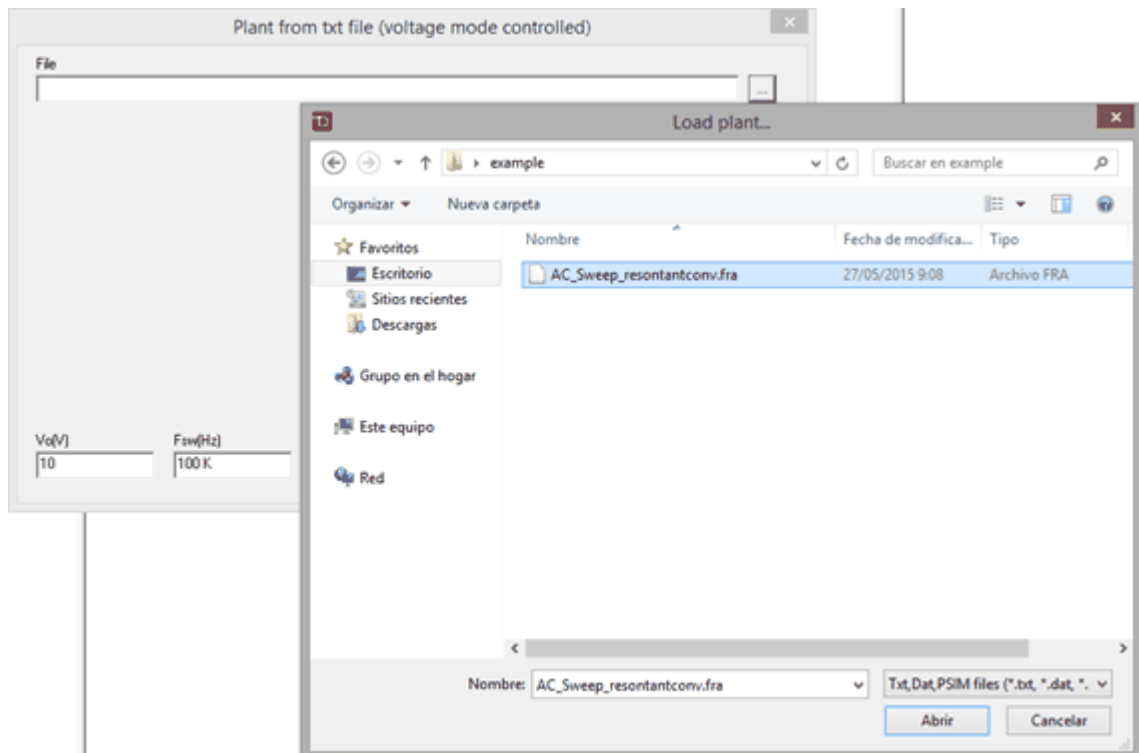 Plant from txt file (voltage mode controlled)
File
...
Load plant...
example
Buscar en example
Organizar
Nueva carpeta
Favoritos
Escritorio
Sitios recientes
Descargas
Grupo en el hogar
Este equipo
Red
Nombre
Fecha de modifica...
Tipo
AC_Sweep_resontantconv.fra
27/05/2015 9:08
Archivo FRA
Vo(V)
Fsw(Hz)
10
100 K
Nombre:
AC_Sweep_resontantconv.fra
Txt,Dat,PSIM files (*.txt, *.dat, *.
Abrir
Cancelar